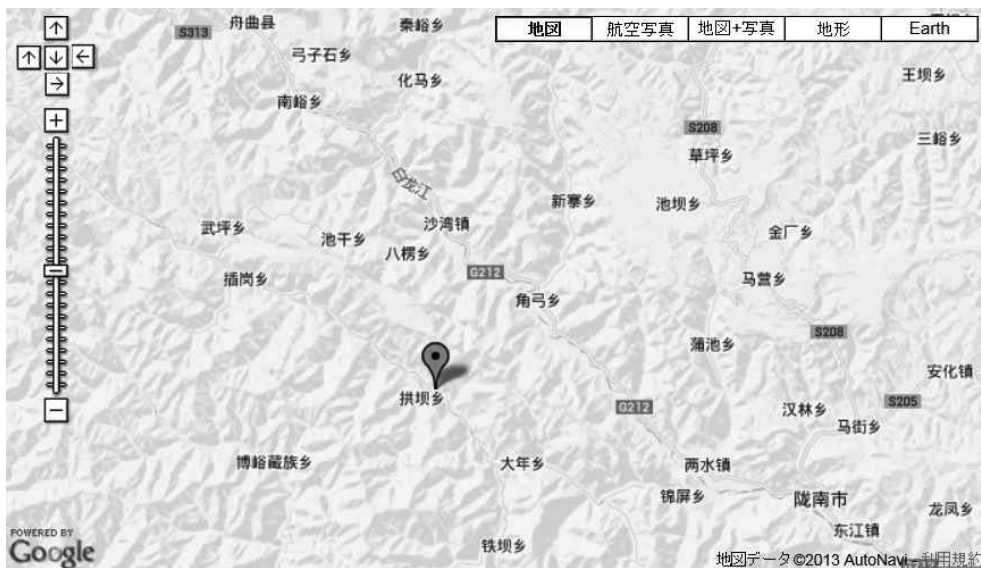 舟曲县
S313
秦峪乡
地図 航空写真 地図+写真 地形 Earth
弓子石乡
化马乡
王坝乡
南峪乡
S208
三峪乡
草坪乡
白龙江
新寨乡
池坝乡
武坪乡
池干乡
沙湾镇
八楞乡
金厂乡
插岗乡
G212
马营乡
角弓乡
S208
蒲池乡
安化镇
拱坝乡
G212
汉林乡
S205
马街乡
博峪藏族乡
大年乡
两水镇
锦屏乡
陇南市
龙凤乡
东江镇
POWERED BY
Google
铁坝乡
地図データ ©2013 AutoNavi - 利用規約